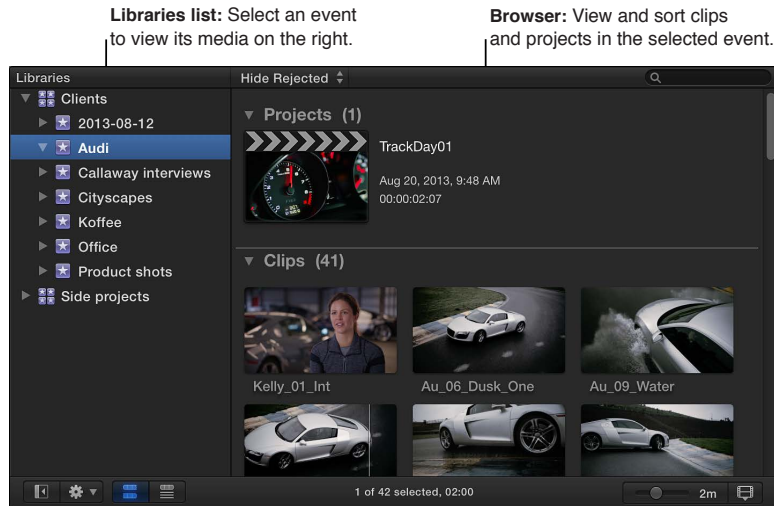 Libraries list: Select an event
to view its media on the right.
Browser: View and sort clips
and projects in the selected event.
Libraries
Hide Rejected
Clients
2013-08-12
Audi
Callaway interviews
Cityscapes
Koffee
Office
Product shots
Side projects
Projects (1)
TrackDay01
Aug 20, 2013, 9:48 AM
00:00:02:07
Clips (41)
Kelly_01_Int
Au_06_Dusk_One
Au_09_Water
1 of 42 selected, 02:00
2m